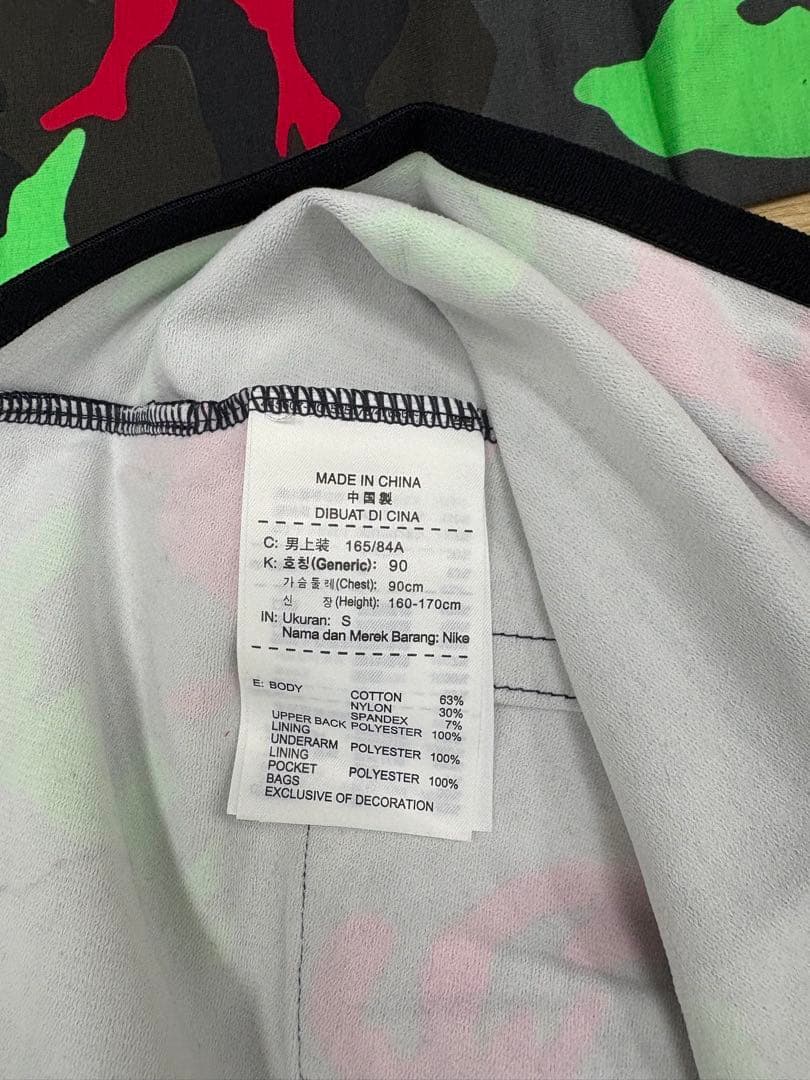 MADE IN CHINA
中国製
DIBUAT DI CINA
C: 男上装 165/84A
K: 호칭(Generic): 90
가슴둘레(Chest): 90cm
신 장(Height): 160-170cm
IN: Ukuran: S
Nama dan Merek Barang: Nike
E: BODY COTTON 63%
NYLON 30%
SPANDEX 7%
UPPER BACK POLYESTER 100%
LINING
UNDERARM POLYESTER 100%
LINING
POCKET POLYESTER 100%
BAGS
EXCLUSIVE OF DECORATION